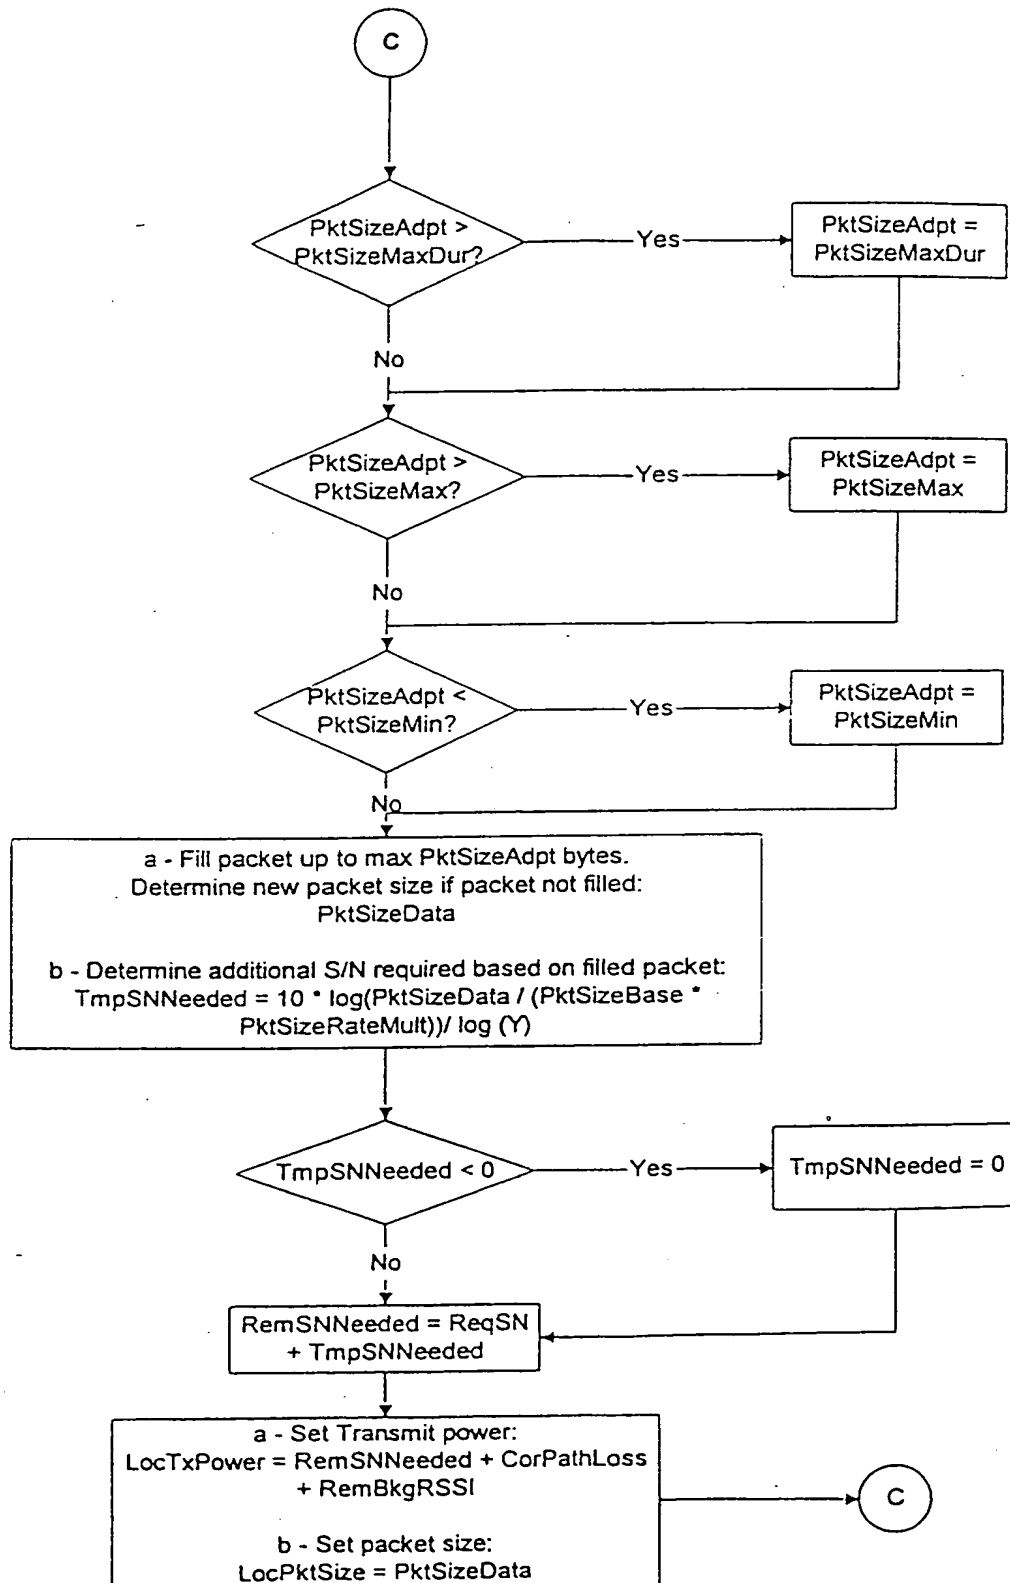 C
PktSizeAdpt >
PktSizeMaxDur?
Yes
PktSizeAdpt =
PktSizeMaxDur
No
PktSizeAdpt >
PktSizeMax?
Yes
PktSizeAdpt =
PktSizeMax
No
PktSizeAdpt <
PktSizeMin?
Yes
PktSizeAdpt =
PktSizeMin
No
a - Fill packet up to max PktSizeAdpt bytes.
Determine new packet size if packet not filled:
PktSizeData
b - Determine additional S/N required based on filled packet:
TmpSNNeeded = 10 * log(PktSizeData / (PktSizeBase *
PktSizeRateMult))/ log (Y)
TmpSNNeeded < 0
Yes
TmpSNNeeded = 0
No
RemSNNeeded = ReqSN
+ TmpSNNeeded
a - Set Transmit power:
LocTxPower = RemSNNeeded + CorPathLoss
+ RemBkgRSSI
C
b - Set packet size:
LocPktSize = PktSizeData